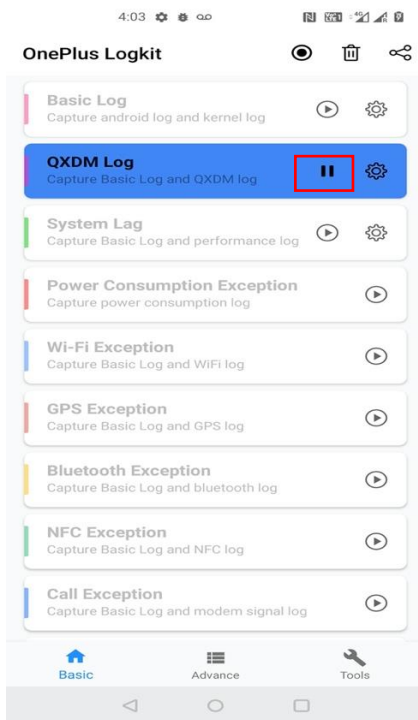 4:03
OnePlus Logkit
Basic Log
Capture android log and kernel log
QXDM Log
Capture Basic Log and QXDM log
System Lag
Capture Basic Log and performance log
Power Consumption Exception
Capture power consumption log
Wi-Fi Exception
Capture Basic Log and WiFi log
GPS Exception
Capture Basic Log and GPS log
Bluetooth Exception
Capture Basic Log and bluetooth log
NFC Exception
Capture Basic Log and NFC log
Call Exception
Capture Basic Log and modem signal log
Basic Advance Tools